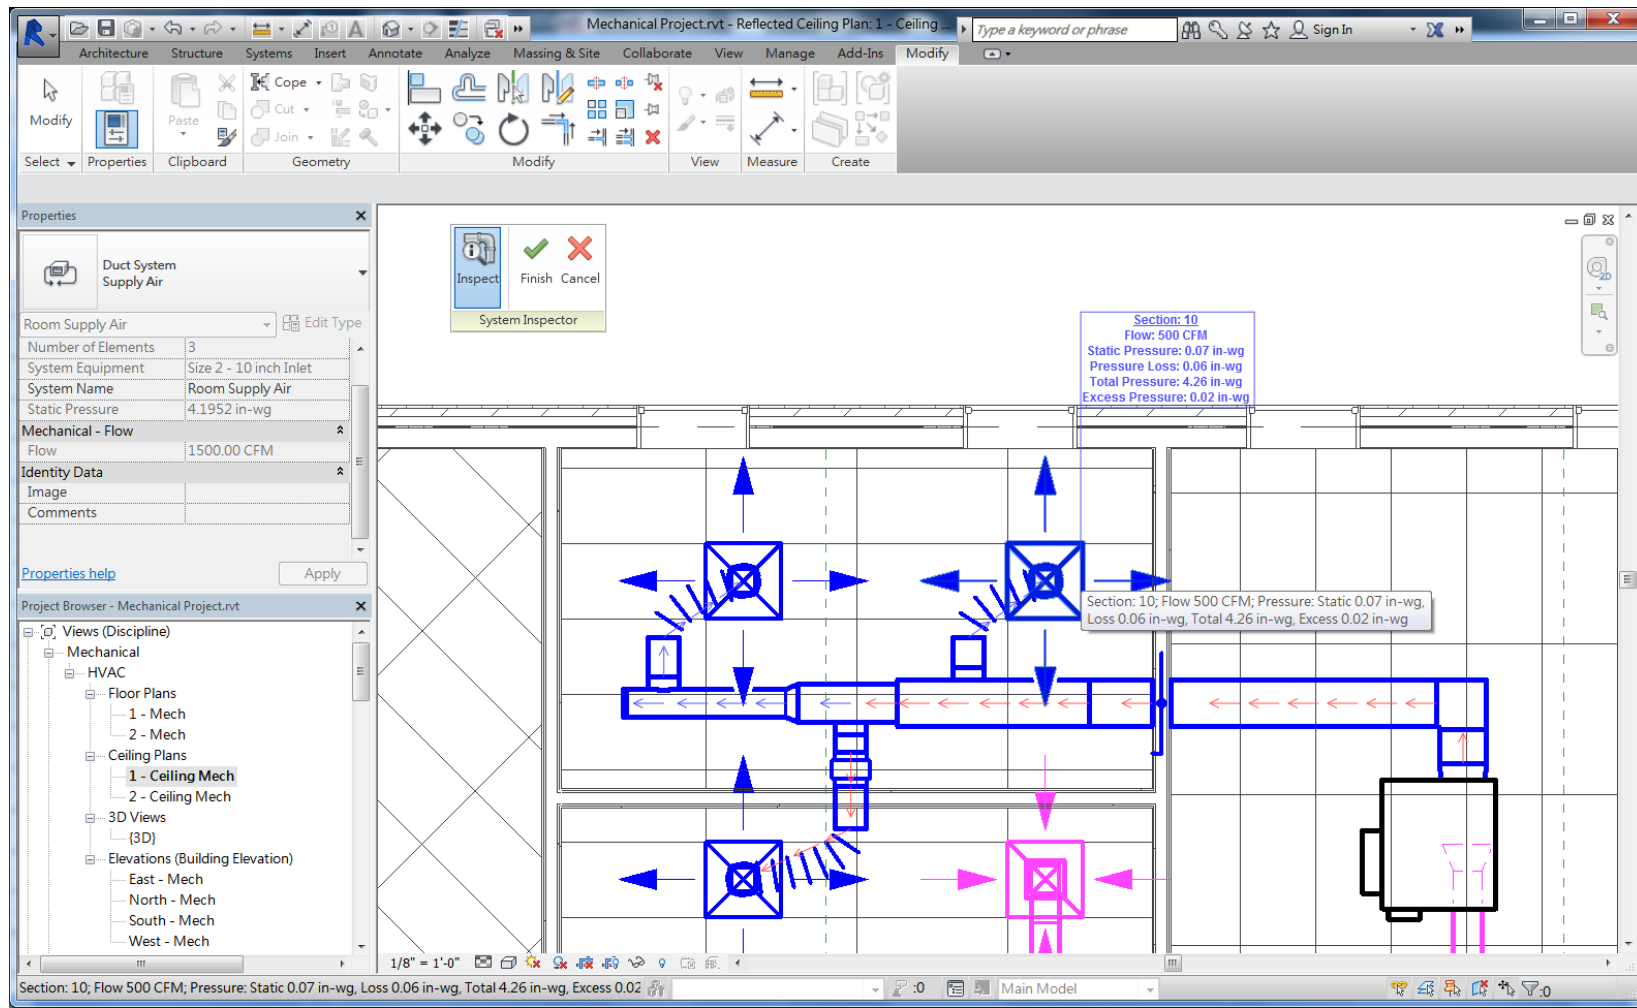 Mechanical Project.rvt - Reflected Ceiling Plan: 1 - Ceiling ...
Type a keyword or phrase
Sign In
Architecture Structure Systems Insert Annotate Analyze Massing & Site Collaborate View Manage Add-Ins Modify
Modify
Paste
Cope
Cut
Join
Select Properties Clipboard Geometry Modify View Measure Create
Properties
Duct System
Supply Air
Room Supply Air
Edit Type
Number of Elements 3
System Equipment Size 2 - 10 inch Inlet
System Name Room Supply Air
Static Pressure 4.1952 in-wg
Mechanical - Flow
Flow 1500.00 CFM
Identity Data
Image
Comments
Properties help
Apply
Project Browser - Mechanical Project.rvt
Views (Discipline)
Mechanical
HVAC
Floor Plans
1 - Mech
2 - Mech
Ceiling Plans
1 - Ceiling Mech
2 - Ceiling Mech
3D Views
{3D}
Elevations (Building Elevation)
East - Mech
North - Mech
South - Mech
West - Mech
Inspect Finish Cancel
System Inspector
2D
Section: 10
Flow: 500 CFM
Static Pressure: 0.07 in-wg
Pressure Loss: 0.06 in-wg
Total Pressure: 4.26 in-wg
Excess Pressure: 0.02 in-wg
Section: 10; Flow 500 CFM; Pressure: Static 0.07 in-wg,
Loss 0.06 in-wg, Total 4.26 in-wg, Excess 0.02 in-wg
1/8" = 1'-0"
Section: 10; Flow 500 CFM; Pressure: Static 0.07 in-wg, Loss 0.06 in-wg, Total 4.26 in-wg, Excess 0.02
:0
Main Model
:0